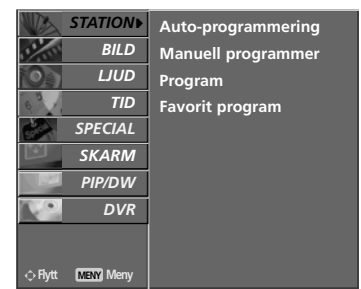 STATION
BILD
LJUD
TID
SPECIAL
SKARM
PIP/DW
DVR
Flytt MENY Meny
Auto-programmering
Manuell programmer
Program
Favorit program